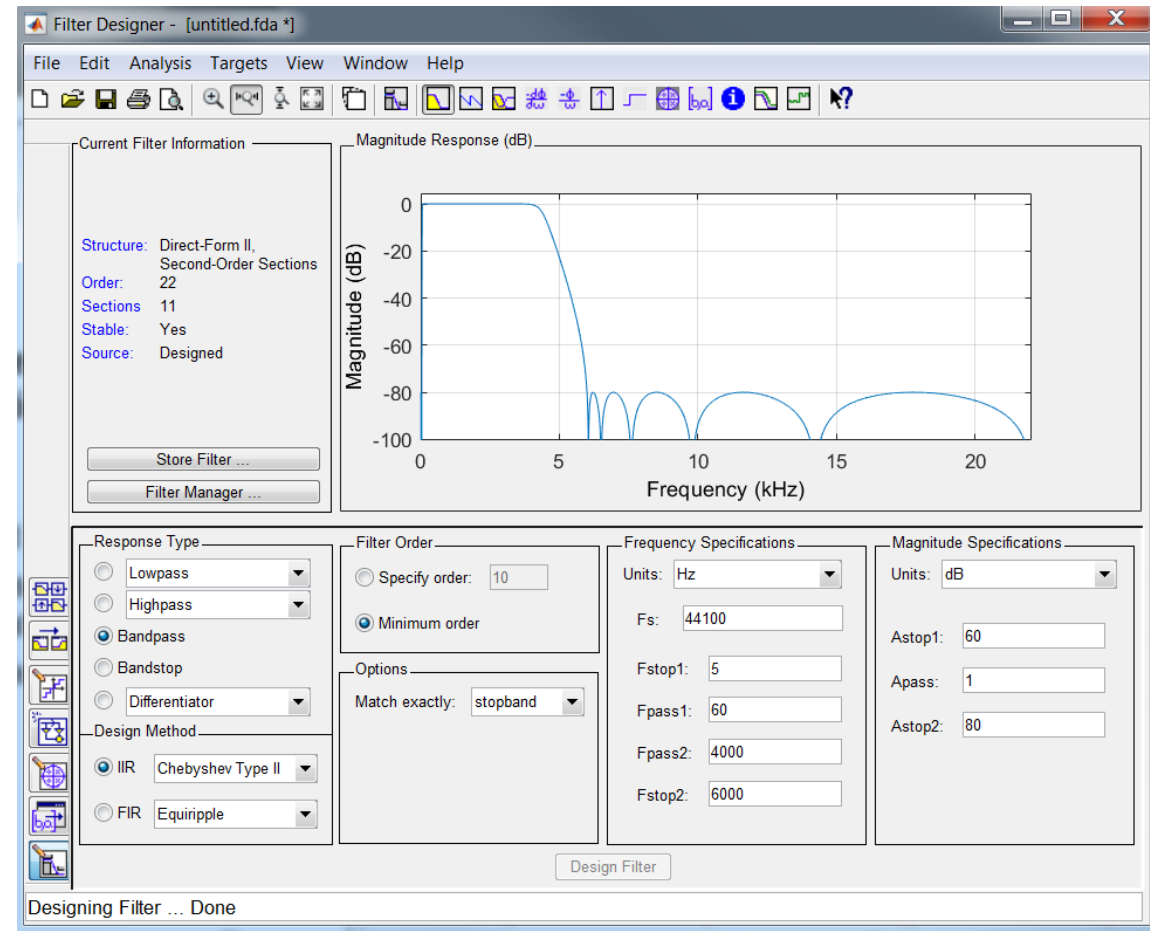 Filter Designer - [untitled.fda *]
File Edit Analysis Targets View Window Help
Current Filter Information
Structure: Direct-Form II,
Second-Order Sections
Order: 22
Sections 11
Stable: Yes
Source: Designed
Store Filter ...
Filter Manager ...
Magnitude Response (dB)
Magnitude (dB)
0
-20
-40
-60
-80
-100
0 5 10 15 20
Frequency (kHz)
Response Type
Lowpass
Highpass
Bandpass
Bandstop
Differentiator
Design Method
IIR Chebyshev Type II
FIR Equiripple
Filter Order
Specify order: 10
Minimum order
Options
Match exactly: stopband
Frequency Specifications
Units: Hz
Fs: 44100
Fstop1: 5
Fpass1: 60
Fpass2: 4000
Fstop2: 6000
Magnitude Specifications
Units: dB
Astop1: 60
Apass: 1
Astop2: 80
Design Filter
Designing Filter ... Done